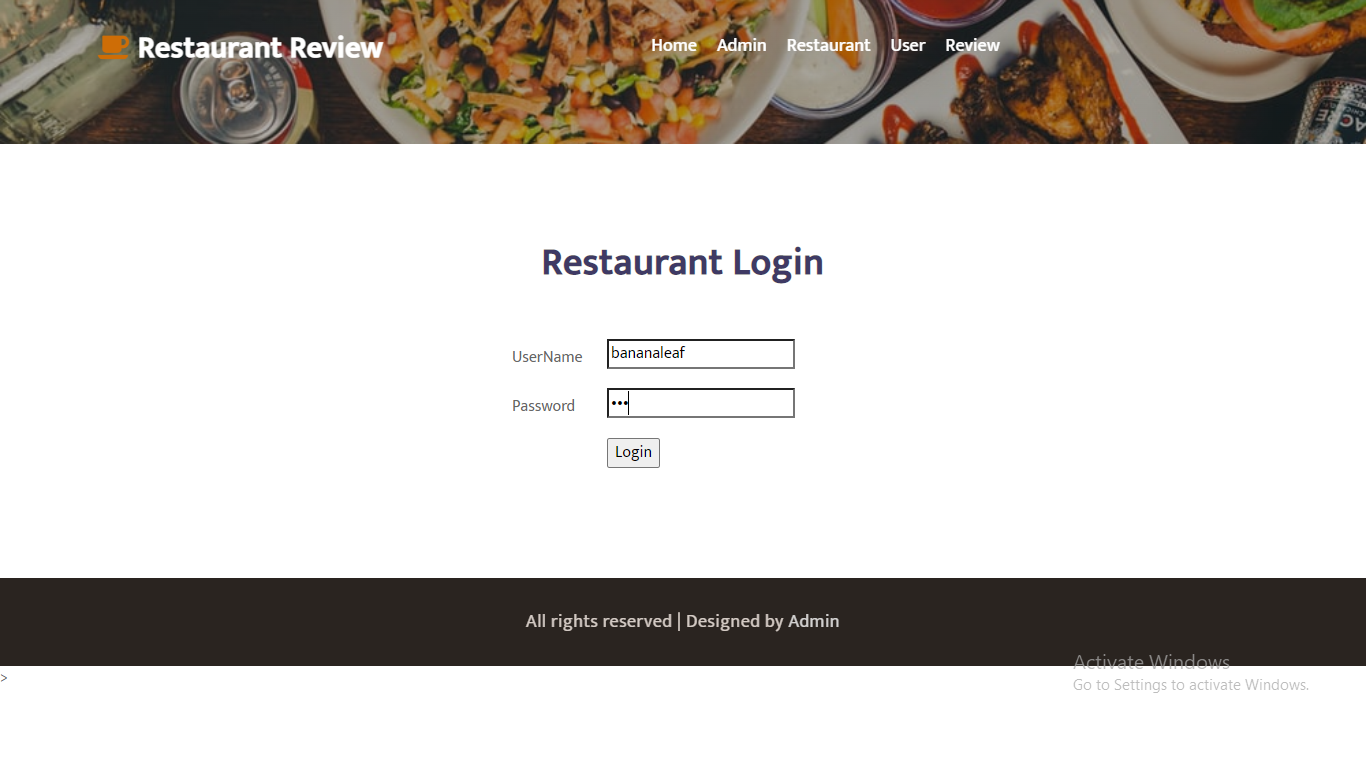 Restaurant Review
Home Admin Restaurant User Review
Restaurant Login
UserName bananaleaf
Password •••
Login
All rights reserved | Designed by Admin
Activate Windows
Go to Settings to activate Windows.
>